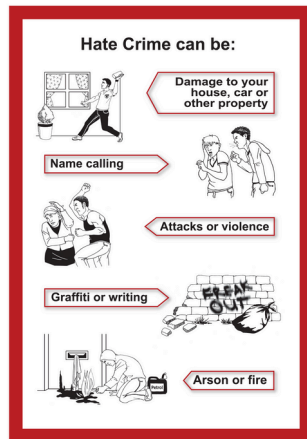 Hate Crime can be:
Damage to your
house, car or
other property
Name calling
Attacks or violence
Graffiti or writing
FREAK
OUT
Petrol
Arson or fire